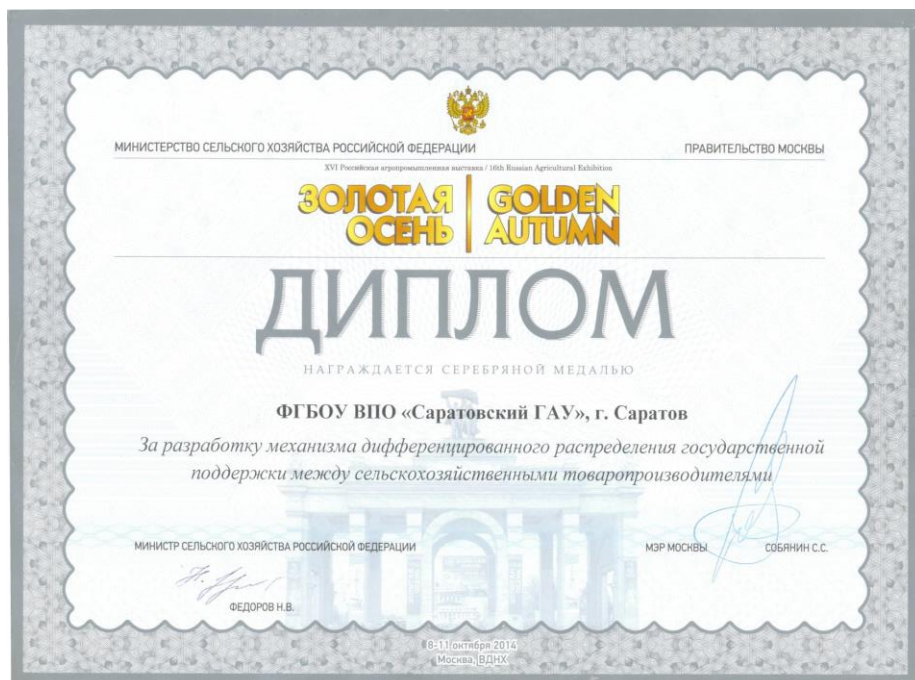 МИНИСТЕРСТВО СЕЛЬСКОГО ХОЗЯЙСТВА РОССИЙСКОЙ ФЕДЕРАЦИИ
ПРАВИТЕЛЬСТВО МОСКВЫ
XVI Российская агропромышленная выставка / 16th Russian Agricultural Exhibition
ЗОЛОТАЯ ОСЕНЬ
GOLDEN AUTUMN
ДИПЛОМ
НАГРАЖДАЕТСЯ СЕРЕБРЯНОЙ МЕДАЛЬЮ
ФГБОУ ВПО «Саратовский ГАУ», г. Саратов
За разработку механизма дифференцированного распределения государственной
поддержки между сельскохозяйственными товаропроизводителями
МИНИСТР СЕЛЬСКОГО ХОЗЯЙСТВА РОССИЙСКОЙ ФЕДЕРАЦИИ
ФЕДОРОВ Н.В.
МЭР МОСКВЫ
СОБЯНИН С.С.
8-11 октября 2014
Москва, ВДНХ